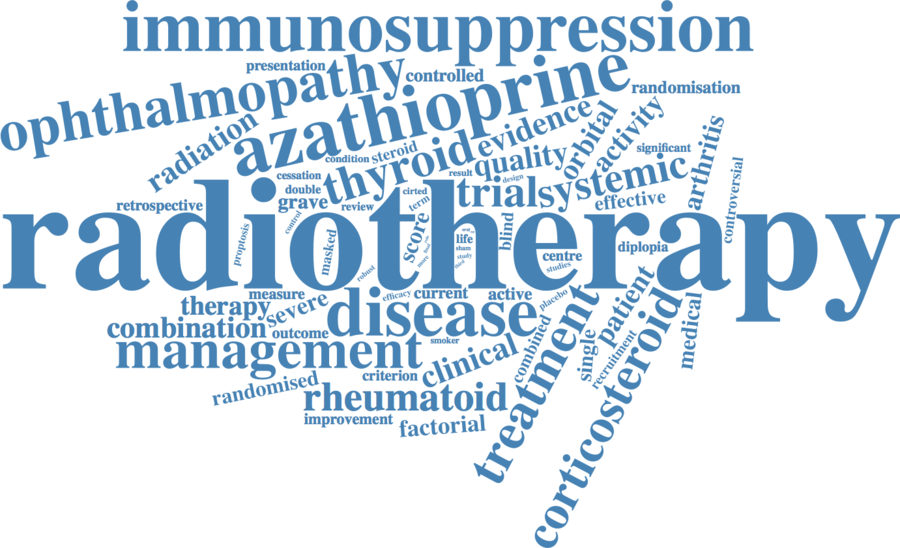 immunosuppression
presentation
ophthalmopathy
controlled
azathioprine
randomisation
radiation
evidence
orbital
activity
condition
steroid
thyroid
quality
significant
arthritis
cessation
result
design
systemic
controversial
double
grave
review
cirted
term
trial
effective
retrospective
control
radiotherapy
proptosis
masked
score
life
sham
study
blind
centre
studies
diplopia
robust
measure
efficacy
current
active
placebo
therapy
severe
disease
patient
combination
outcome
smoker
treatment
corticosteroid
medical
management
clinical
combined
single
recruitment
criterion
randomised
rheumatoid
improvement
factorial